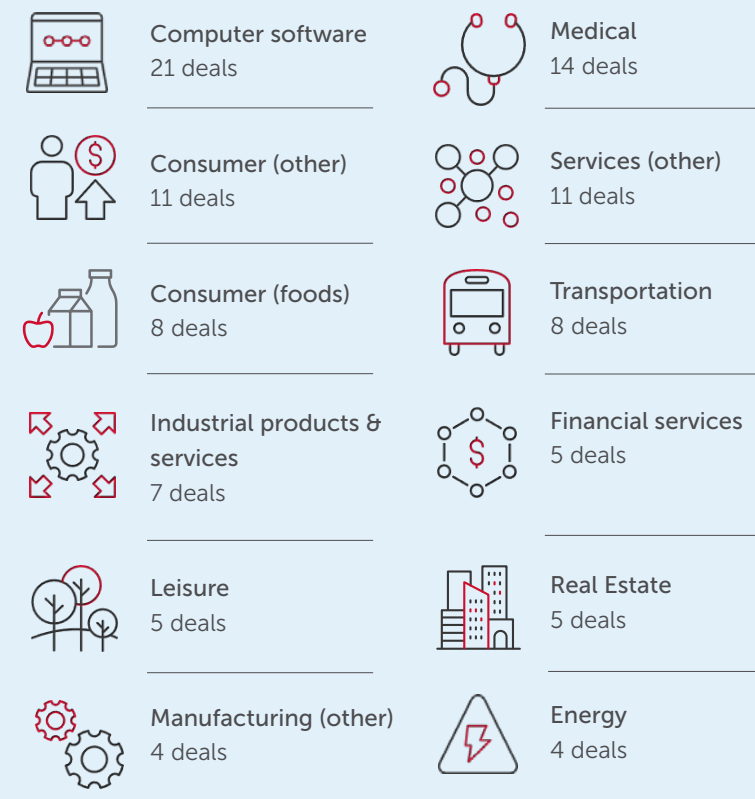 Computer software
21 deals
Medical
14 deals
Consumer (other)
11 deals
Services (other)
11 deals
Consumer (foods)
8 deals
Transportation
8 deals
Industrial products &
services
7 deals
Financial services
5 deals
Leisure
5 deals
Real Estate
5 deals
Manufacturing (other)
4 deals
Energy
4 deals